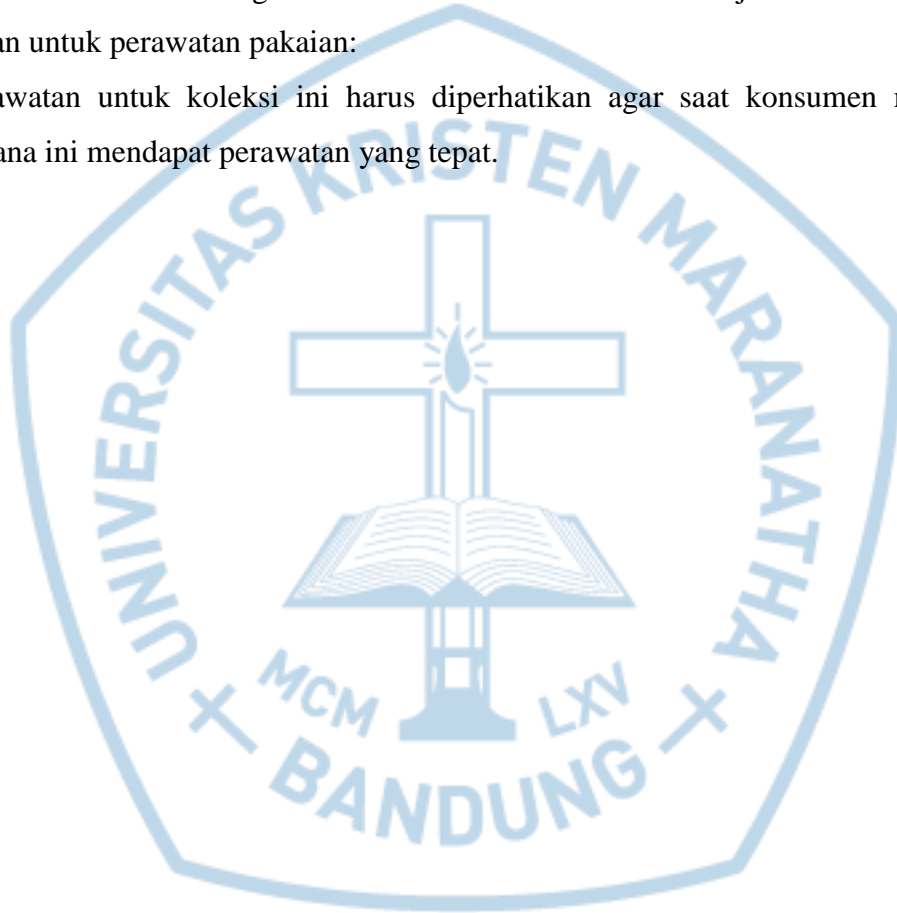 an untuk perawatan pakaian:
awatan untuk koleksi ini harus diperhatikan agar saat konsumen
ana ini mendapat perawatan yang tepat.
UNIVERSITAS KRISTEN MARANATHA
MCM LXV
BANDUNG